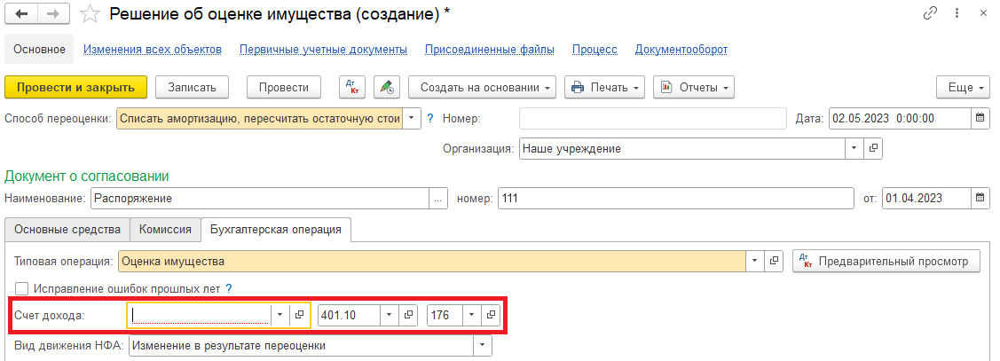 Решение об оценке имущества (создание) *
Основное Изменения всех объектов Первичные учетные документы Присоединенные файлы Процесс Документооборот
Провести и закрыть Записать Провести Дт Кт Создать на основании Печать Отчеты Еще
Способ переоценки: Списать амортизацию, пересчитать остаточную стои ? Номер: Дата: 02.05.2023 0:00:00
Организация: Наше учреждение
Документ о согласовании
Наименование: Распоряжение ... номер: 111 от: 01.04.2023
Основные средства Комиссия Бухгалтерская операция
Типовая операция: Оценка имущества Дт Кт Предварительный просмотр
Исправление ошибок прошлых лет ?
Счет дохода: 401.10 176
Вид движения НФА: Изменение в результате переоценки